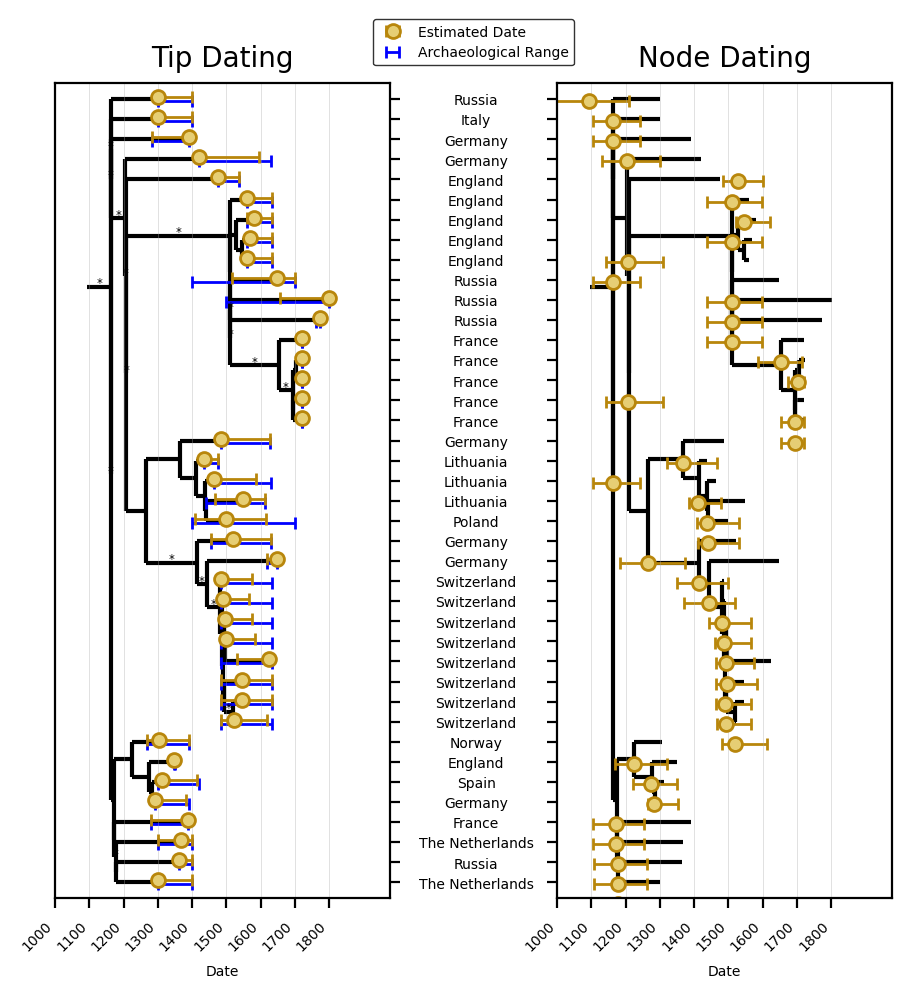 Estimated Date
Archaeological Range
Tip Dating
Node Dating
Russia
Italy
Germany
Germany
England
England
England
England
England
Russia
Russia
Russia
France
France
France
France
France
Germany
Lithuania
Lithuania
Lithuania
Poland
Germany
Germany
Switzerland
Switzerland
Switzerland
Switzerland
Switzerland
Switzerland
Switzerland
Switzerland
Norway
England
Spain
Germany
France
The Netherlands
Russia
The Netherlands
1000 1100 1200 1300 1400 1500 1600 1700 1800
1000 1100 1200 1300 1400 1500 1600 1700 1800
Date
Date